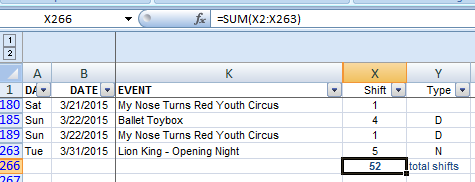 X266 fx =SUM(X2:X263)
1
2
A B K X Y
1 DA DATE EVENT Shift Type
180 Sat 3/21/2015 My Nose Turns Red Youth Circus 1
185 Sun 3/22/2015 Ballet Toybox 4 D
189 Sun 3/22/2015 My Nose Turns Red Youth Circus 1 D
263 Tue 3/31/2015 Lion King - Opening Night 5 N
266 52 total shifts
267